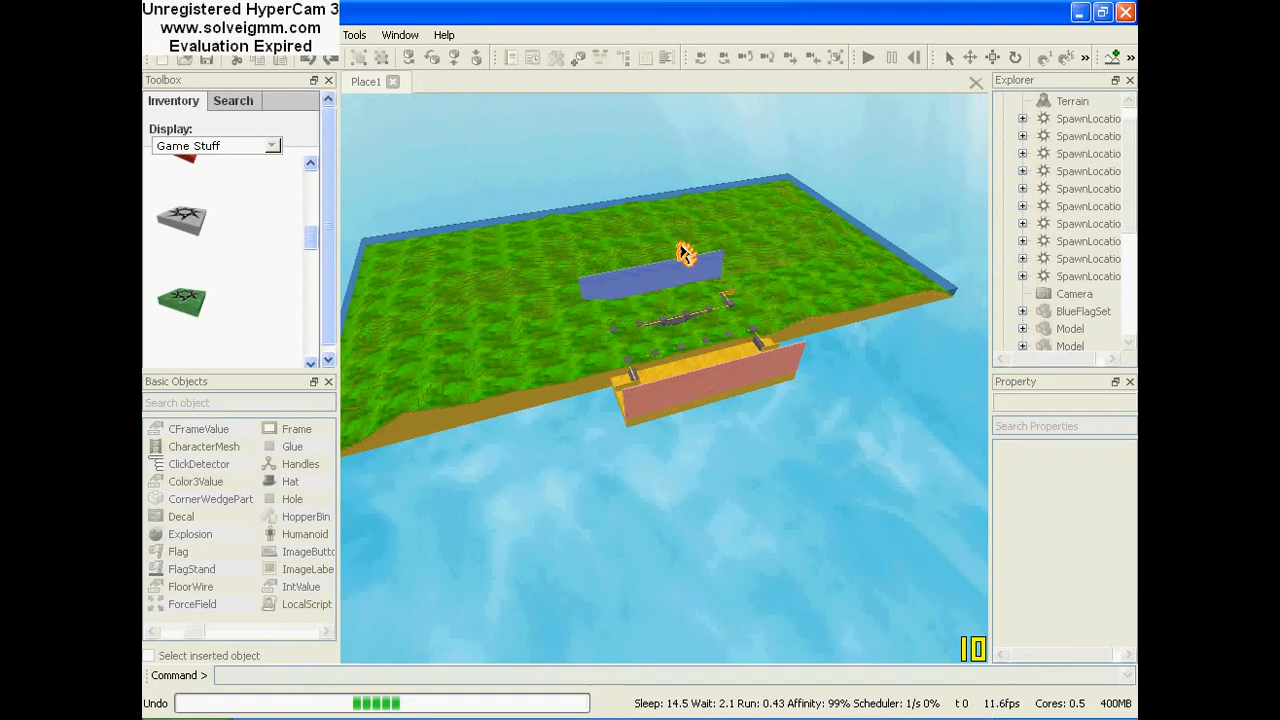 Unregistered HyperCam 3
www.solveigmm.com
Evaluation Expired
Tools Window Help
Toolbox
Place1
Explorer
Inventory Search
Display:
Game Stuff
Terrain
SpawnLocatio
SpawnLocatio
SpawnLocatio
SpawnLocatio
SpawnLocatio
SpawnLocatio
SpawnLocatio
SpawnLocatio
SpawnLocatio
SpawnLocatio
Camera
BlueFlagSet
Model
Model
Basic Objects
Property
Search object
Search Properties
CFrameValue Frame
CharacterMesh Glue
ClickDetector Handles
Color3Value Hat
CornerWedgePart Hole
Decal HopperBin
Explosion Humanoid
Flag ImageButto
FlagStand ImageLabe
FloorWire IntValue
ForceField LocalScript
10
Select inserted object
Command >
Undo
Sleep: 14.5 Wait: 2.1 Run: 0.43 Affinity: 99% Scheduler: 1/s 0% t 0 11.6fps Cores: 0.5 400MB